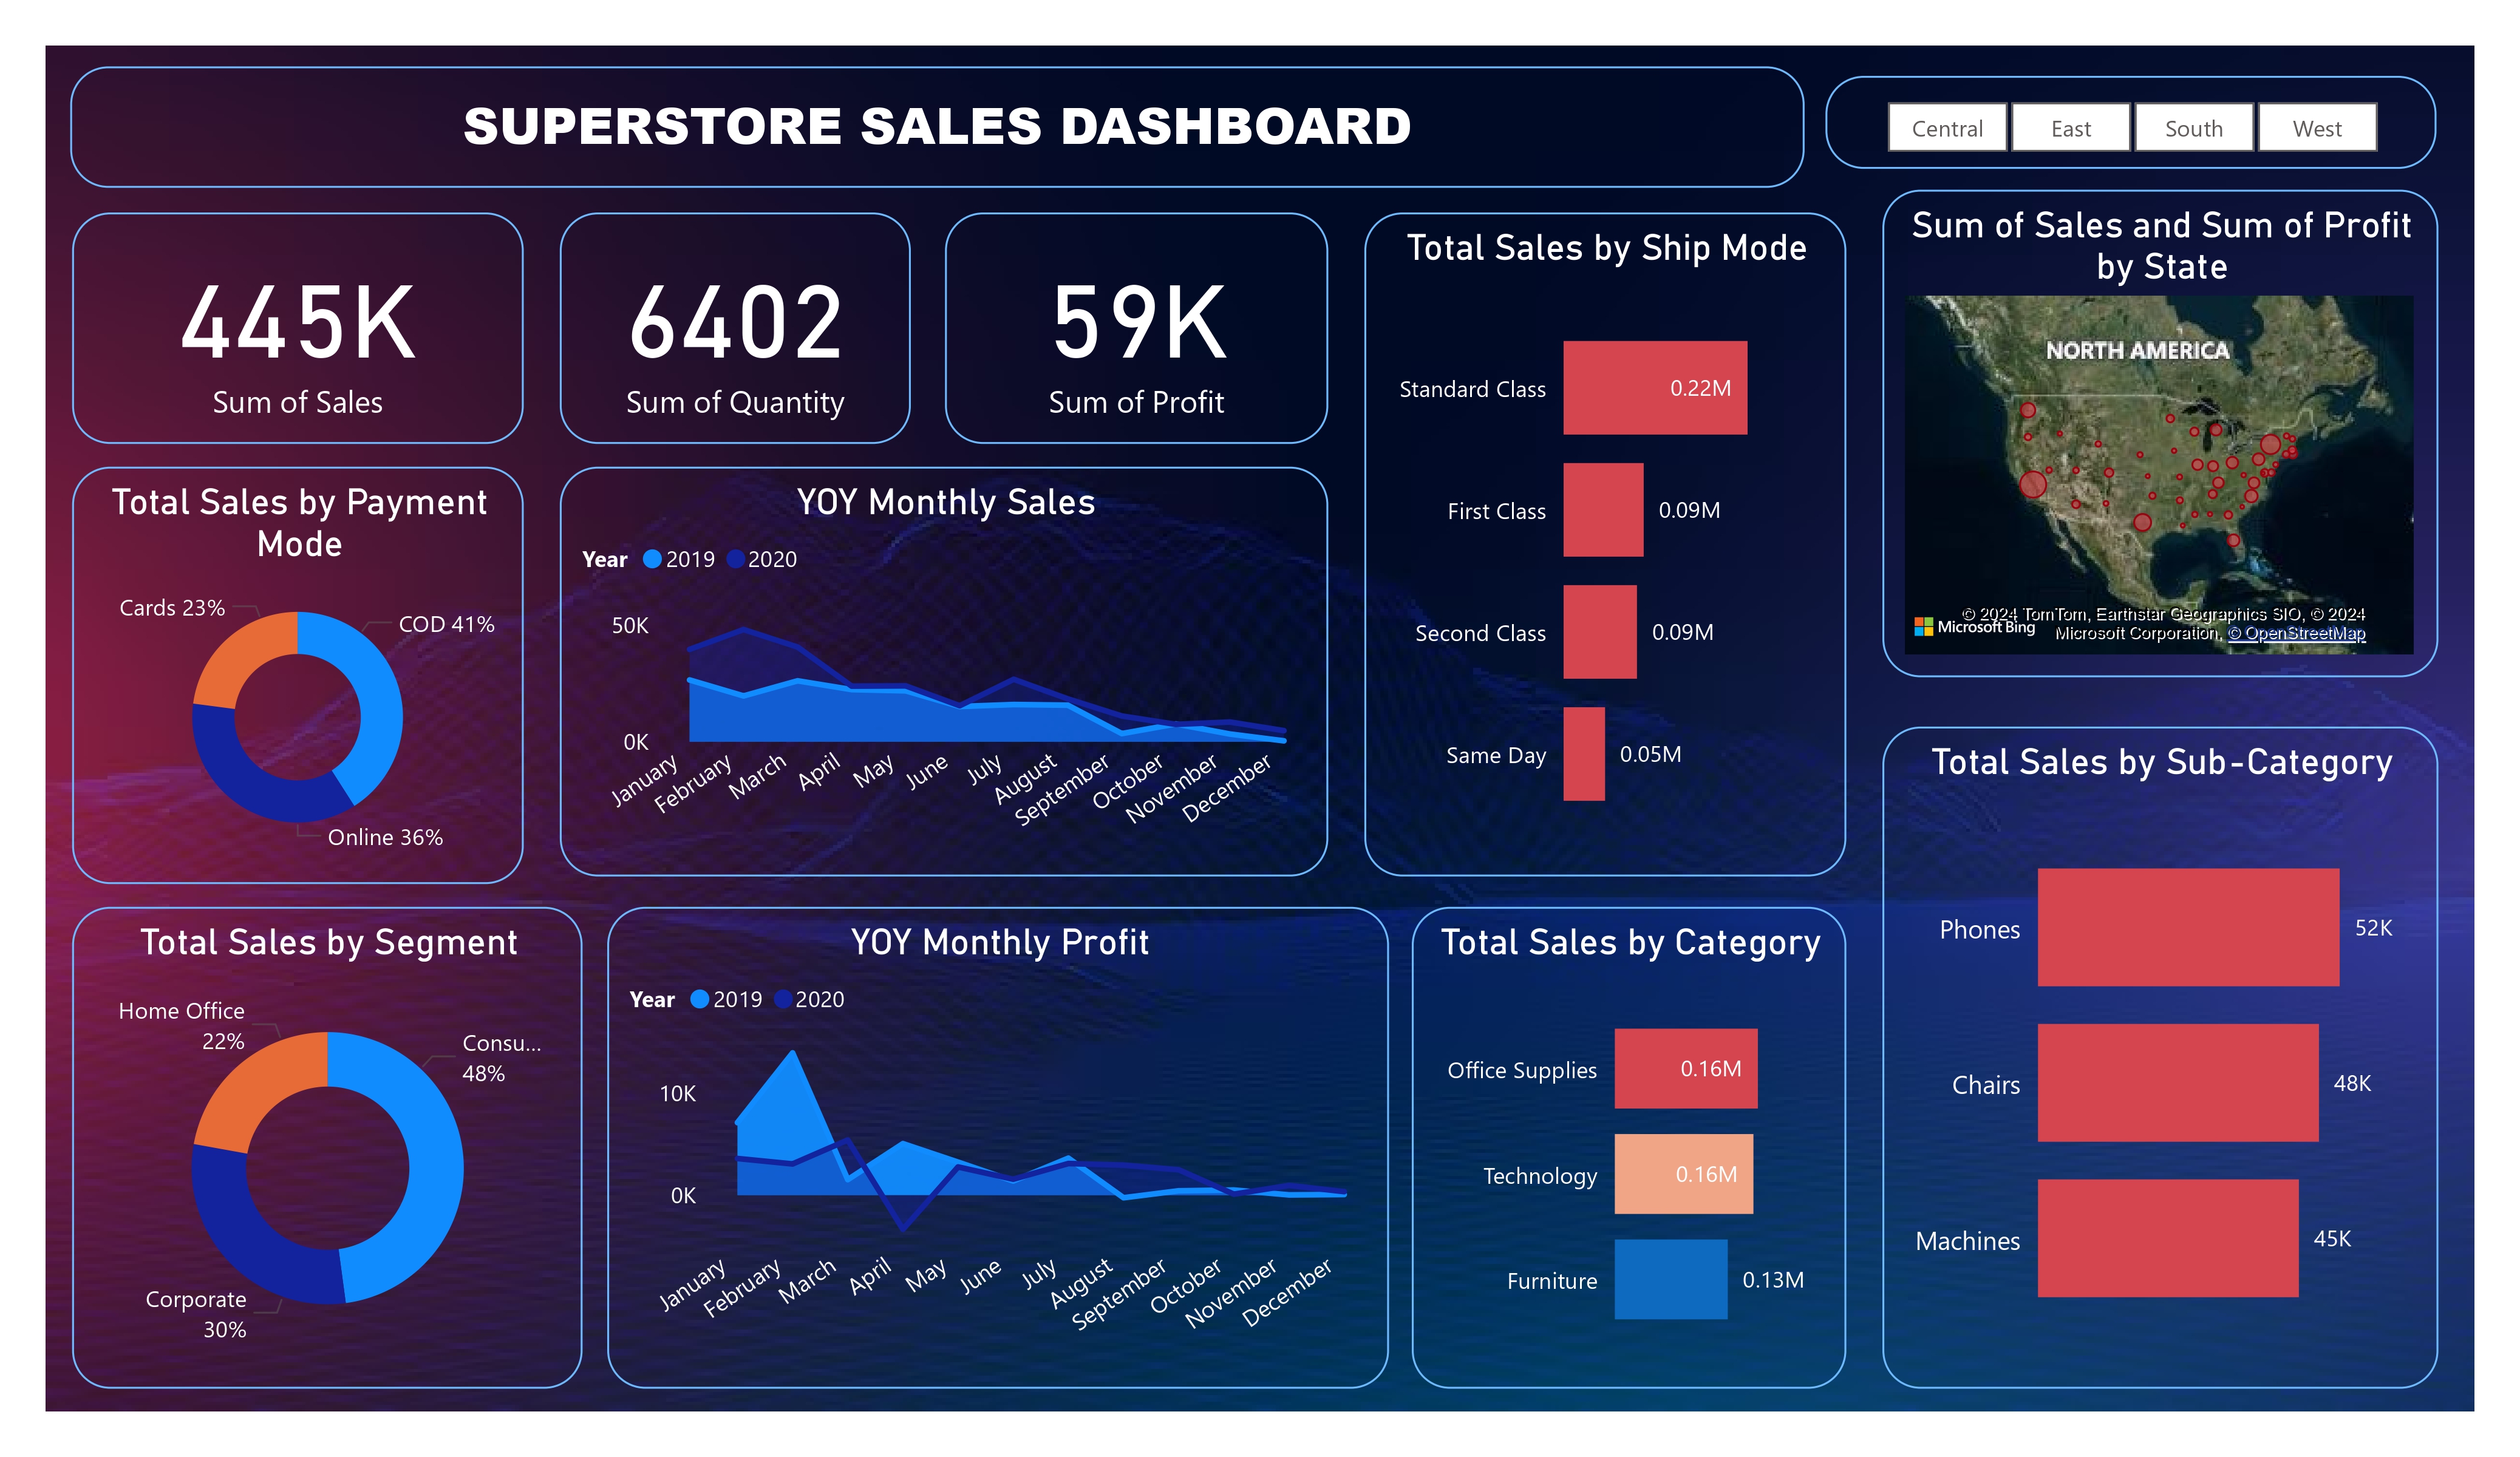 SUPERSTORE SALES DASHBOARD
Central East South West
445K
Sum of Sales
6402
Sum of Quantity
59K
Sum of Profit
Total Sales by Ship Mode
Standard Class 0.22M
First Class 0.09M
Second Class 0.09M
Same Day 0.05M
Sum of Sales and Sum of Profit
by State
NORTH AMERICA
© 2024 TomTom, Earthstar Geographics SIO, © 2024
Microsoft Bing Microsoft Corporation, © OpenStreetMap
Total Sales by Payment
Mode
Cards 23%
COD 41%
Online 36%
YOY Monthly Sales
Year 2019 2020
50K
0K
January February March April May June July August September October November December
Total Sales by Sub-Category
Phones 52K
Chairs 48K
Machines 45K
Total Sales by Segment
Home Office
22%
Consu...
48%
Corporate
30%
YOY Monthly Profit
Year 2019 2020
10K
0K
January February March April May June July August September October November December
Total Sales by Category
Office Supplies 0.16M
Technology 0.16M
Furniture 0.13M